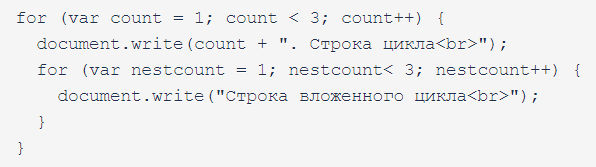 for (var count = 1; count < 3; count++) {
  document.write(count + ". Строка цикла<br>");
  for (var nestcount = 1; nestcount< 3; nestcount++) {
    document.write("Строка вложенного цикла<br>");
  }
}